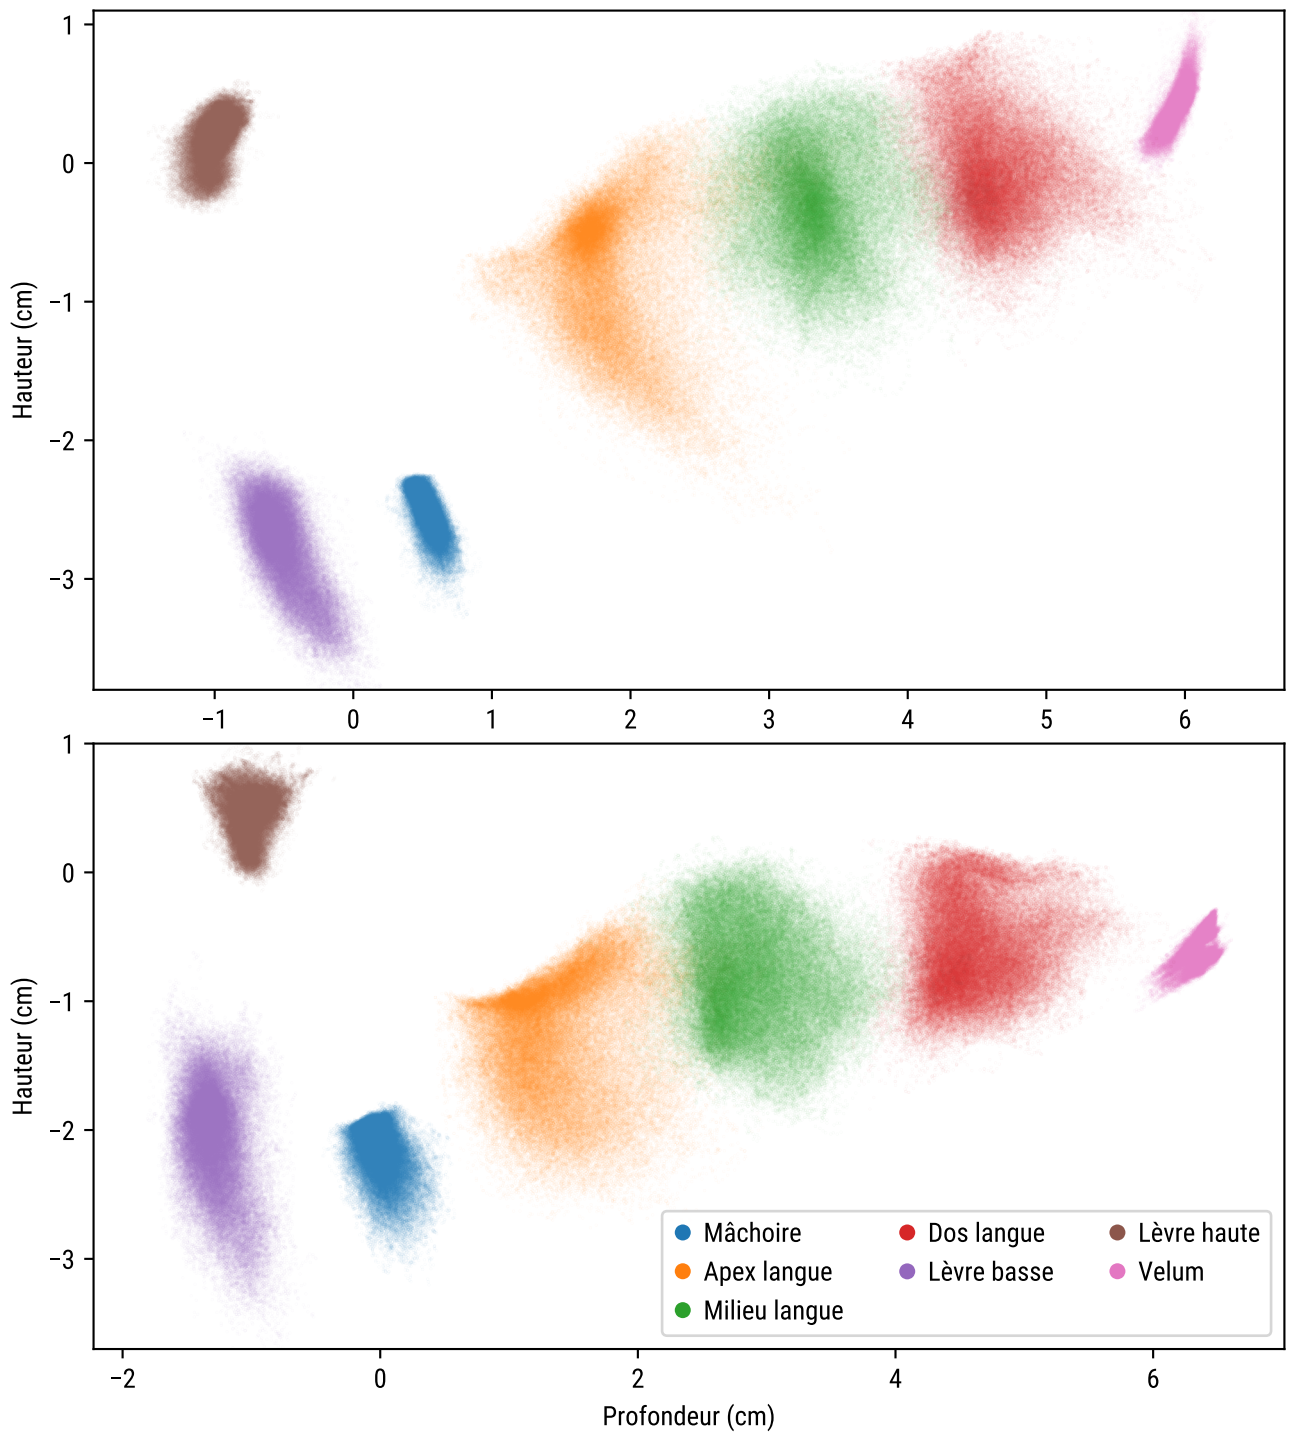 1
0
−1
−2
−3
Hauteur (cm)
−1 0 1 2 3 4 5 6
1
0
−1
−2
−3
Hauteur (cm)
Mâchoire Dos langue Lèvre haute
Apex langue Lèvre basse Velum
Milieu langue
−2 0 2 4 6
Profondeur (cm)